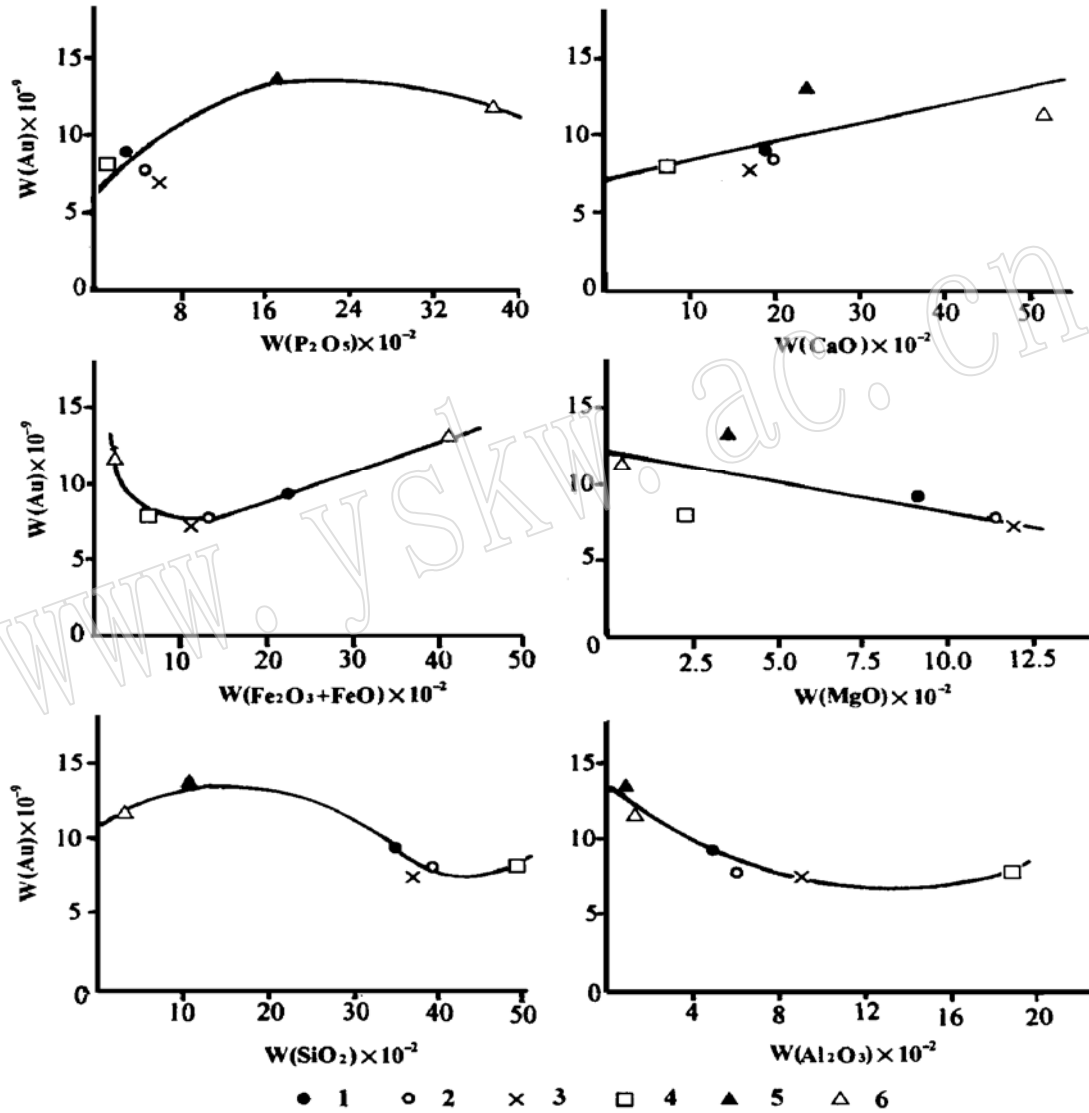 W(Au)×10⁻⁹
15
10
5
0
8 16 24 32 40
W(P₂O₅)×10⁻²
15
10
5
0
10 20 30 40 50
W(CaO)×10⁻²
W(Au)×10⁻⁹
15
10
5
0
10 20 30 40 50
W(Fe₂O₃+FeO)×10⁻²
15
10
5
0
2.5 5.0 7.5 10.0 12.5
W(MgO)×10⁻²
W(Au)×10⁻⁹
15
10
5
0
10 20 30 40 50
W(SiO₂)×10⁻²
15
10
5
0
4 8 12 16 20
W(Al₂O₃)×10⁻²
1 2 3 4 5 6
www.yskw.ac.cn